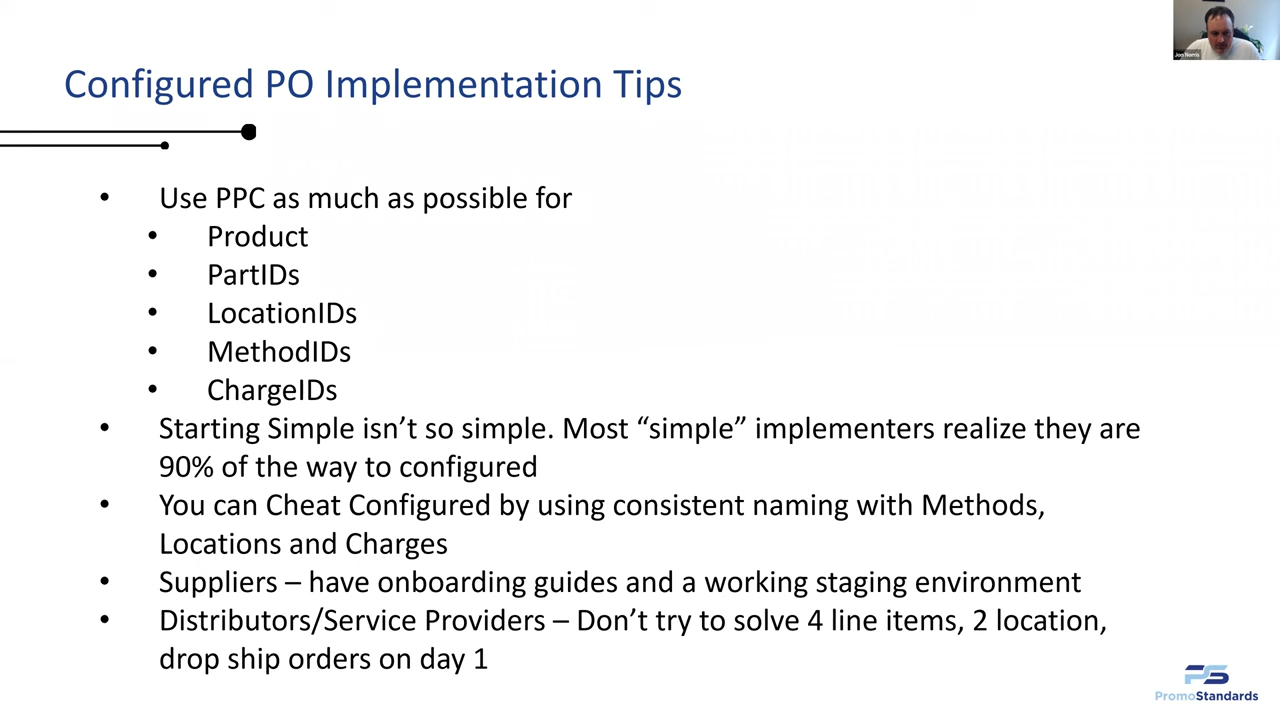 Jon Norris
Configured PO Implementation Tips
• Use PPC as much as possible for
• Product
• PartIDs
• LocationIDs
• MethodIDs
• ChargeIDs
• Starting Simple isn’t so simple. Most “simple” implementers realize they are
90% of the way to configured
• You can Cheat Configured by using consistent naming with Methods,
Locations and Charges
• Suppliers – have onboarding guides and a working staging environment
• Distributors/Service Providers – Don’t try to solve 4 line items, 2 location,
drop ship orders on day 1
PS
PromoStandards